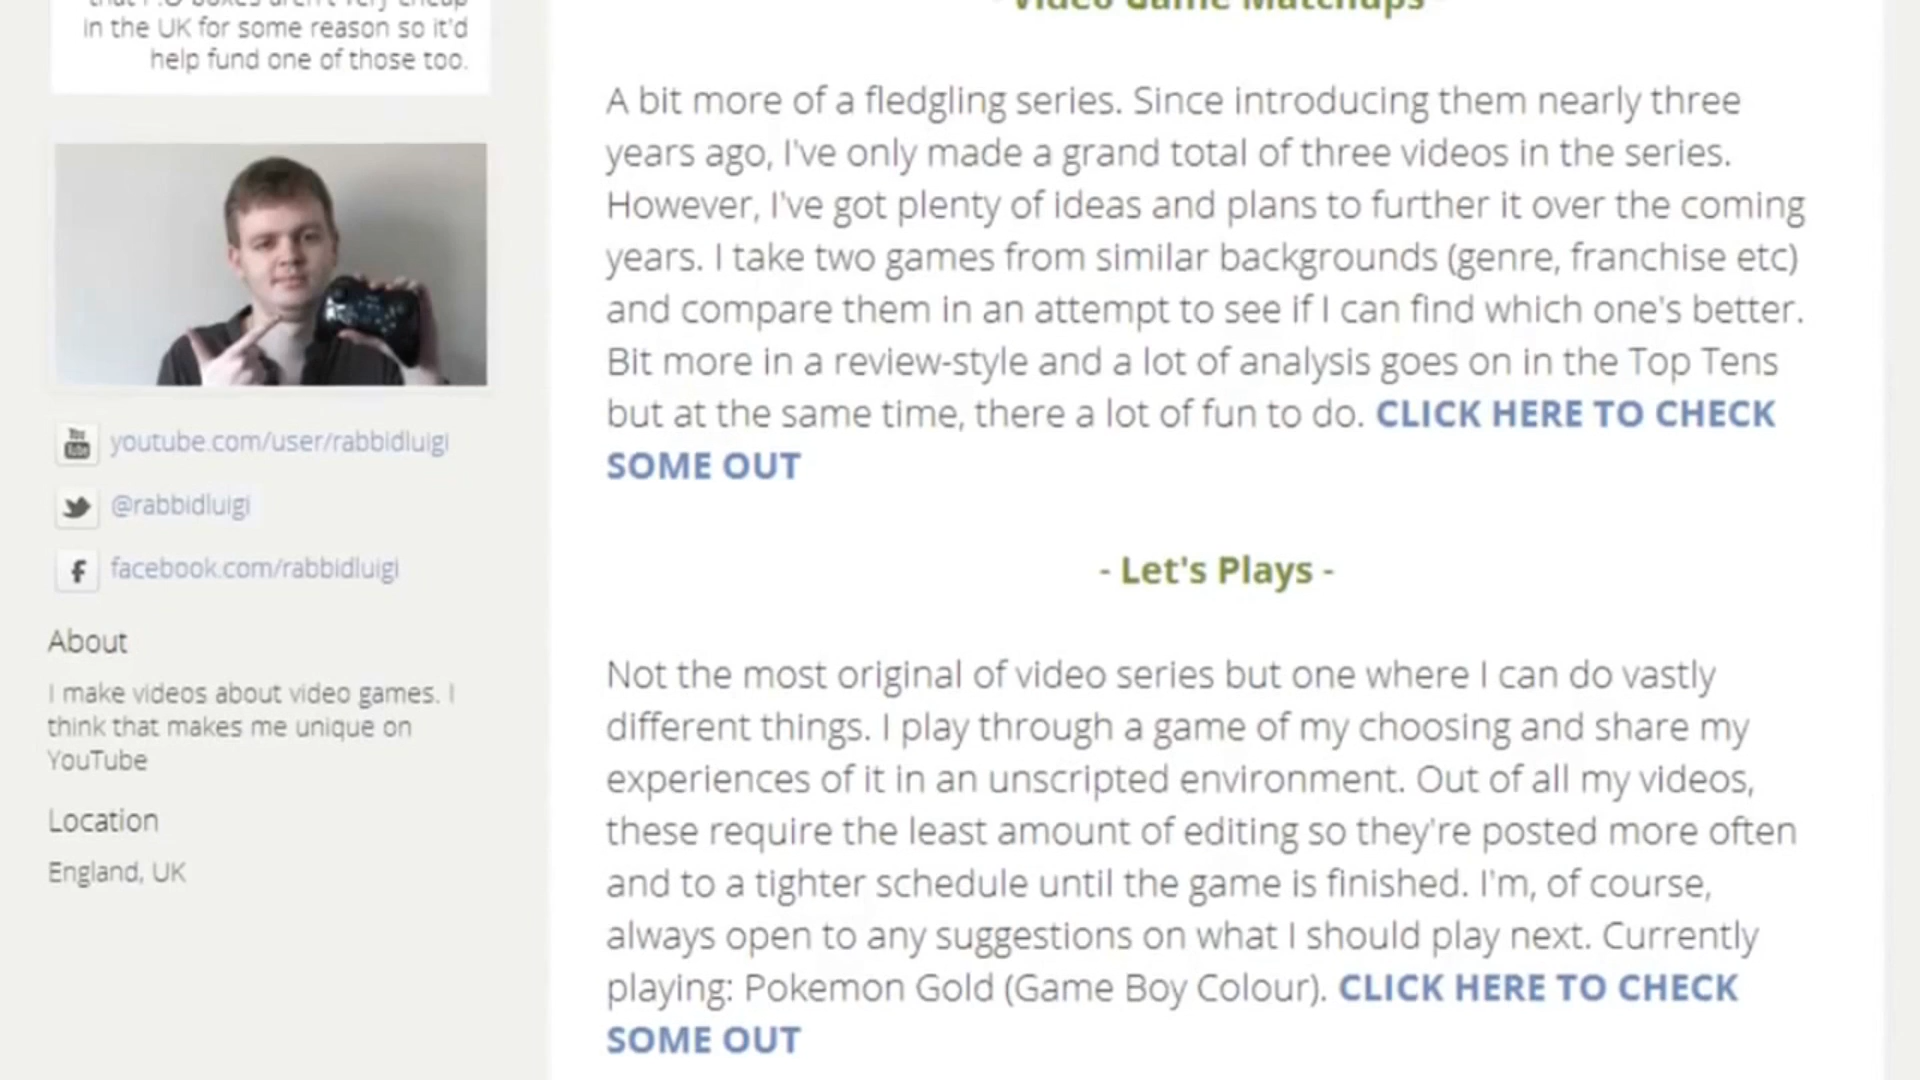 that P.O boxes aren't very cheap
in the UK for some reason so it'd
help fund one of those too.
youtube.com/user/rabbidluigi
@rabbidluigi
facebook.com/rabbidluigi
About
I make videos about video games. I
think that makes me unique on
YouTube
Location
England, UK
- Video Game Matchups -
A bit more of a fledgling series. Since introducing them nearly three
years ago, I've only made a grand total of three videos in the series.
However, I've got plenty of ideas and plans to further it over the coming
years. I take two games from similar backgrounds (genre, franchise etc)
and compare them in an attempt to see if I can find which one's better.
Bit more in a review-style and a lot of analysis goes on in the Top Tens
but at the same time, there a lot of fun to do. CLICK HERE TO CHECK
SOME OUT
- Let's Plays -
Not the most original of video series but one where I can do vastly
different things. I play through a game of my choosing and share my
experiences of it in an unscripted environment. Out of all my videos,
these require the least amount of editing so they're posted more often
and to a tighter schedule until the game is finished. I'm, of course,
always open to any suggestions on what I should play next. Currently
playing: Pokemon Gold (Game Boy Colour). CLICK HERE TO CHECK
SOME OUT